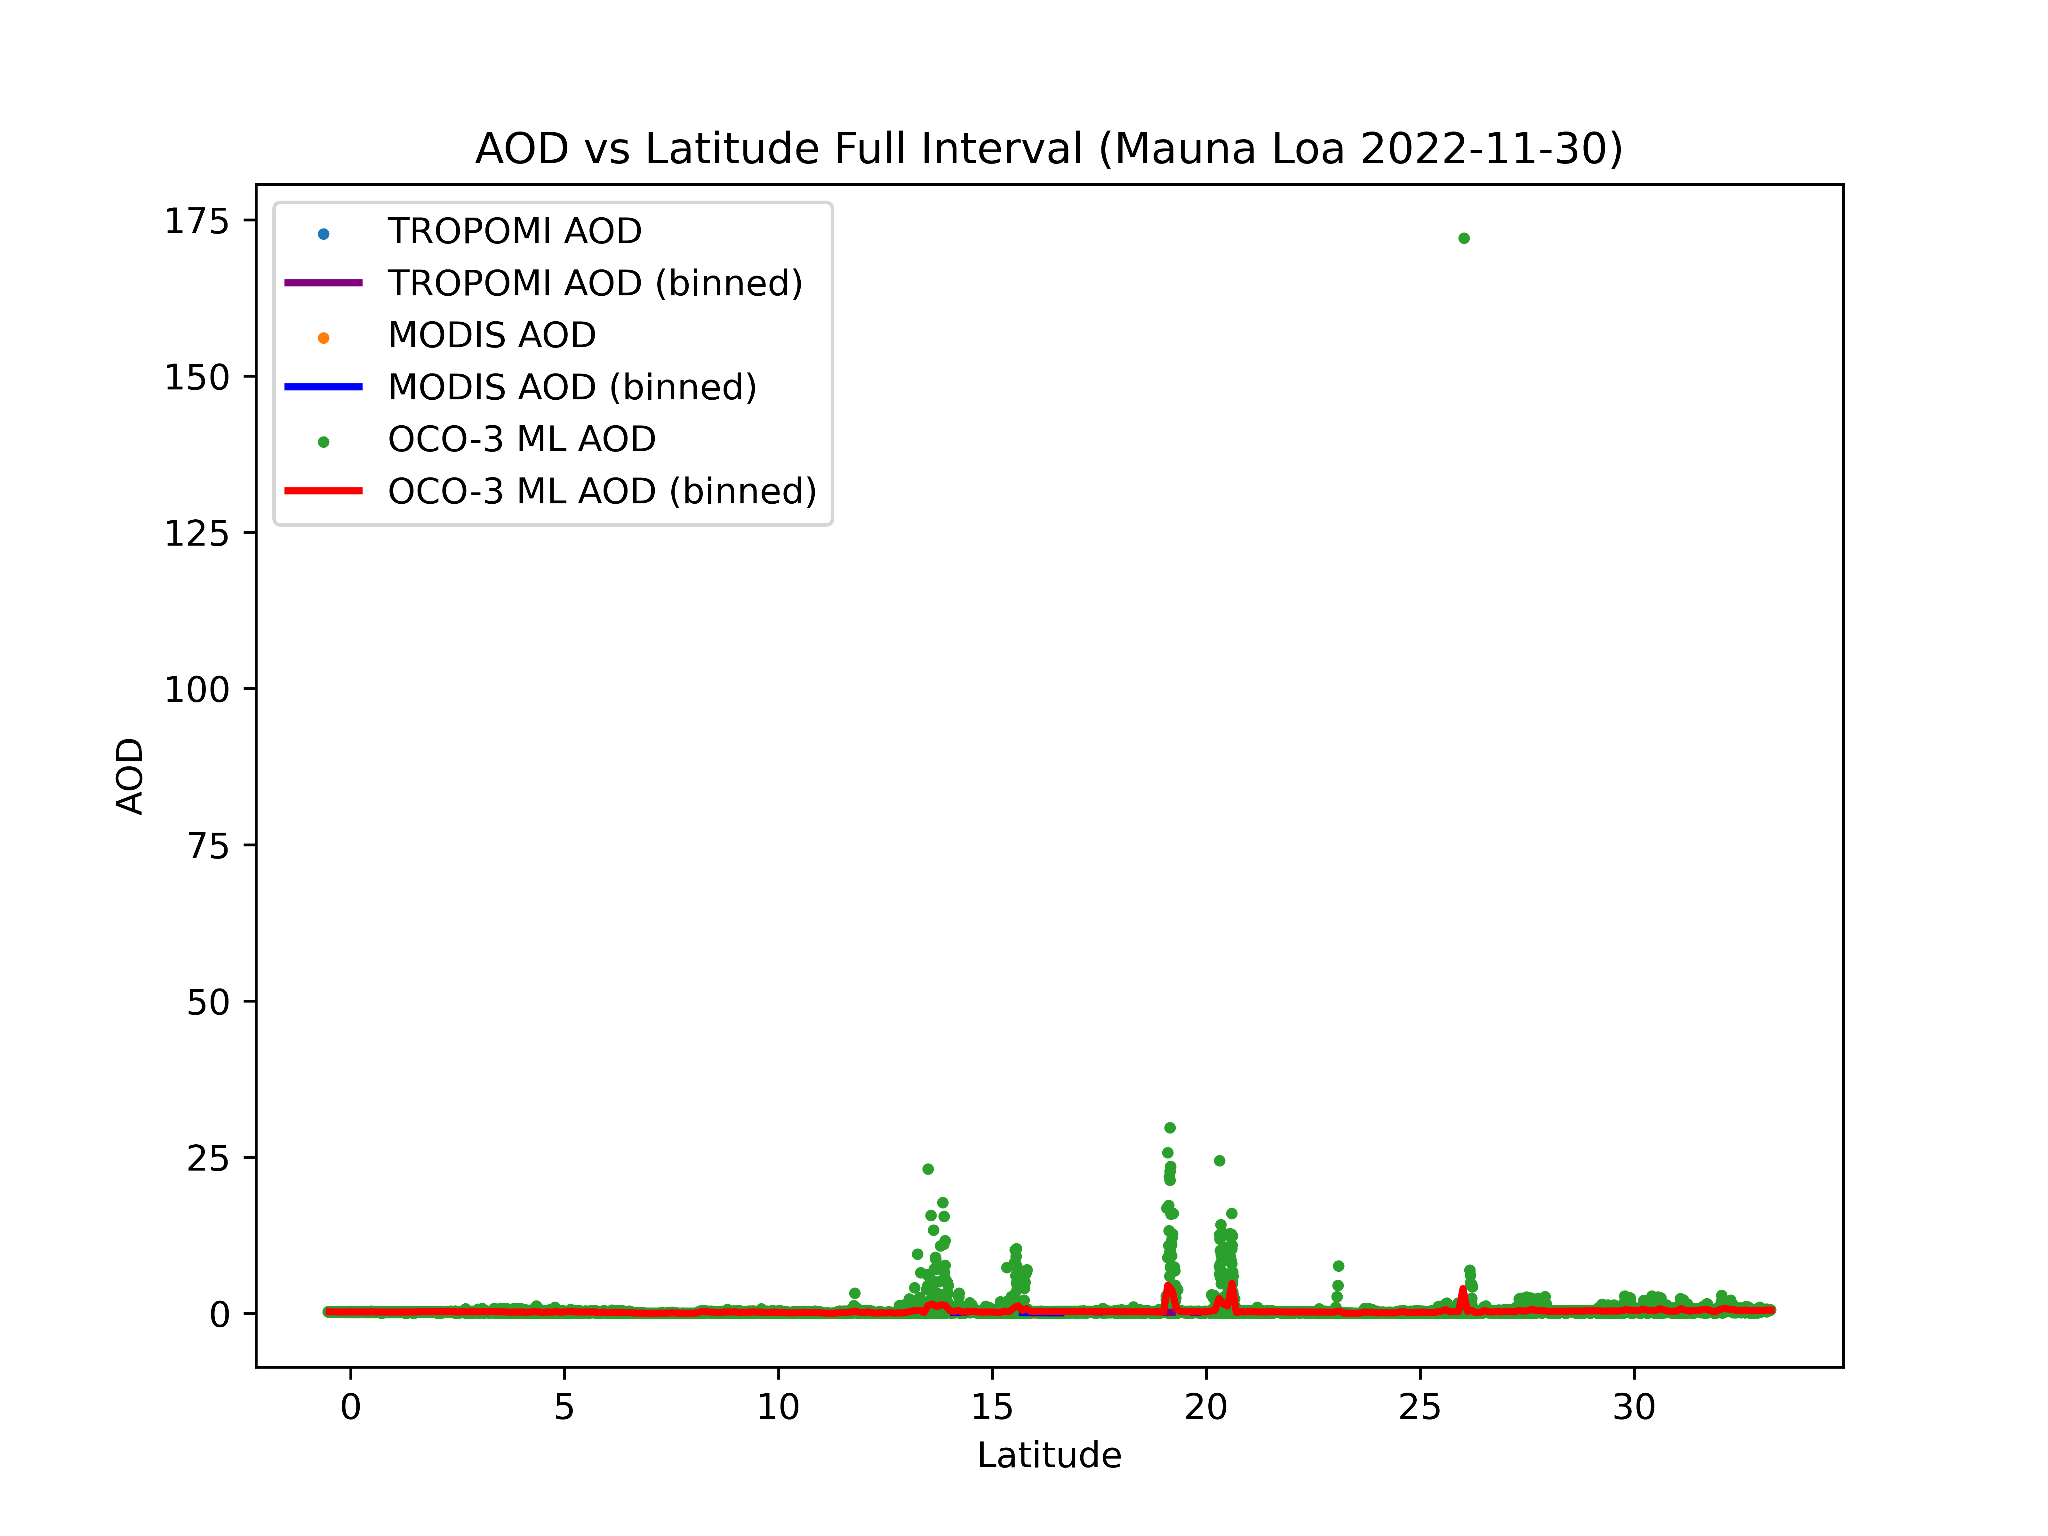 AOD vs Latitude Full Interval (Mauna Loa 2022-11-30)
TROPOMI AOD
TROPOMI AOD (binned)
MODIS AOD
MODIS AOD (binned)
OCO-3 ML AOD
OCO-3 ML AOD (binned)
175
150
125
100
75
50
25
0
AOD
0 5 10 15 20 25 30
Latitude